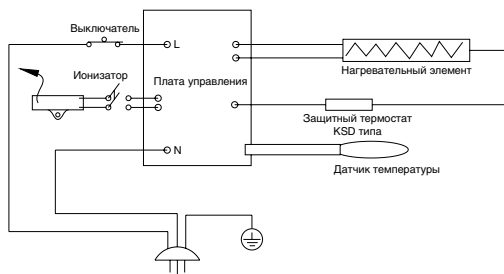 Выключатель
L
Ионизатор
Плата управления
Нагревательный элемент
Защитный термостат
KSD типа
N
Датчик температуры